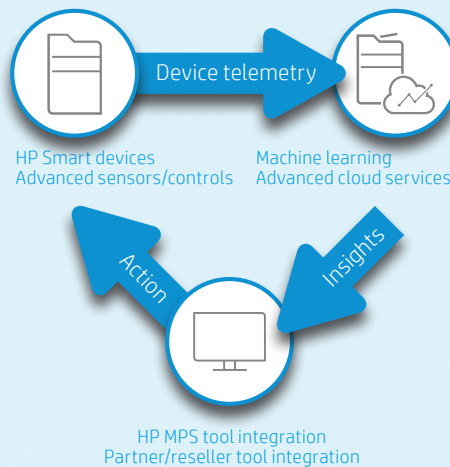 Device telemetry
HP Smart devices
Advanced sensors/controls
Machine learning
Advanced cloud services
Insights
Action
HP MPS tool integration
Partner/reseller tool integration